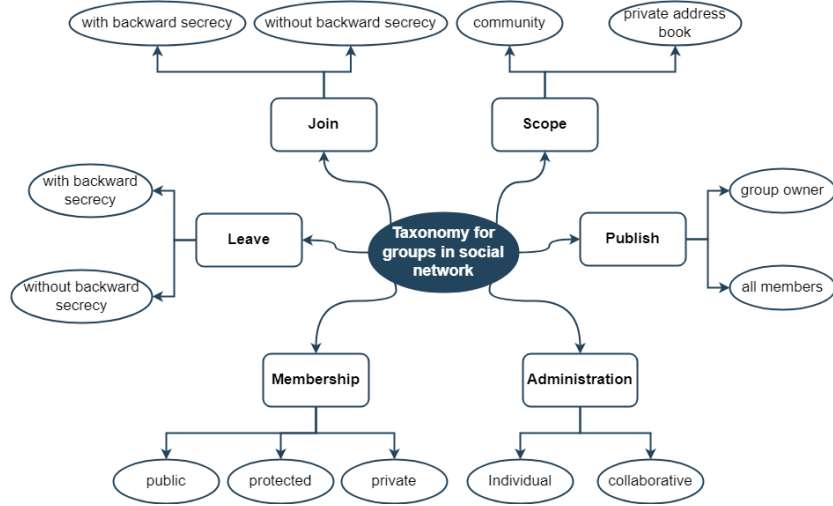 with backward secrecy
without backward secrecy
community
private address
book
Join
Scope
with backward
secrecy
group owner
Leave
Taxonomy for
groups in social
network
Publish
without backward
secrecy
all members
Membership
Administration
public
protected
private
Individual
collaborative